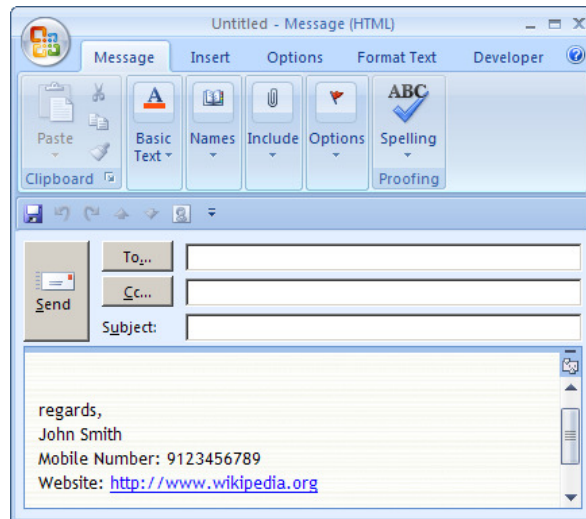 Untitled - Message (HTML)
Message Insert Options Format Text Developer
ABC
Paste Basic Text Names Include Options Spelling
Clipboard Proofing
To...
Send
Cc...
Subject:
regards,
John Smith
Mobile Number: 9123456789
Website: http://www.wikipedia.org